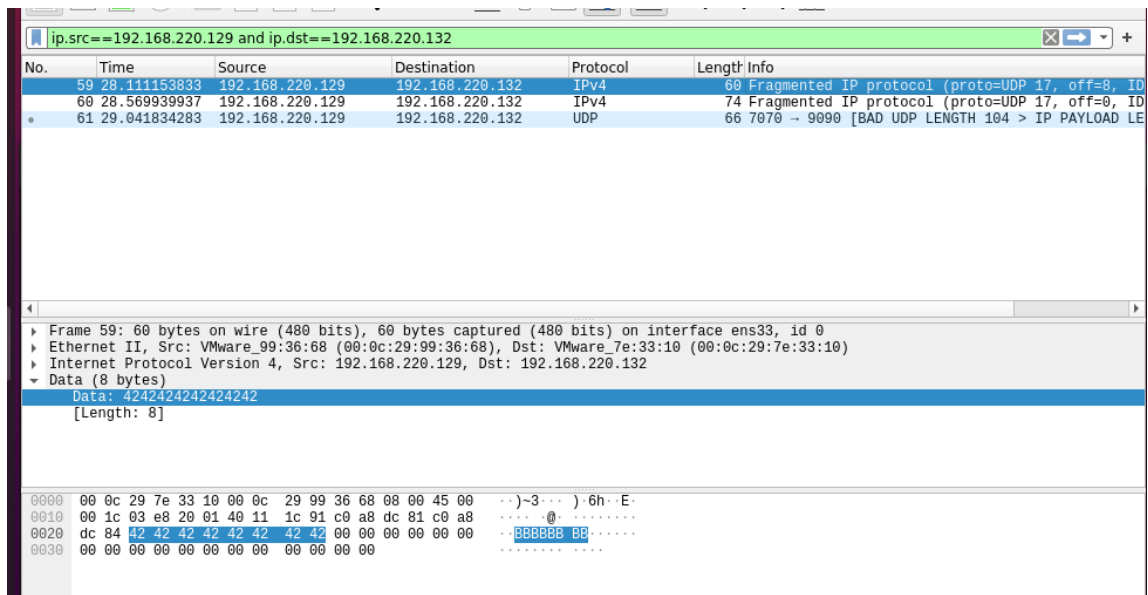 ip.src==192.168.220.129 and ip.dst==192.168.220.132
No. Time Source Destination Protocol Length Info
59 28.111153833 192.168.220.129 192.168.220.132 IPv4 60 Fragmented IP protocol (proto=UDP 17, off=8, ID
60 28.569939937 192.168.220.129 192.168.220.132 IPv4 74 Fragmented IP protocol (proto=UDP 17, off=0, ID
61 29.041834283 192.168.220.129 192.168.220.132 UDP 66 7070 → 9090 [BAD UDP LENGTH 104 > IP PAYLOAD LE
Frame 59: 60 bytes on wire (480 bits), 60 bytes captured (480 bits) on interface ens33, id 0
Ethernet II, Src: VMware_99:36:68 (00:0c:29:99:36:68), Dst: VMware_7e:33:10 (00:0c:29:7e:33:10)
Internet Protocol Version 4, Src: 192.168.220.129, Dst: 192.168.220.132
Data (8 bytes)
Data: 4242424242424242
[Length: 8]
0000 00 0c 29 7e 33 10 00 0c 29 99 36 68 08 00 45 00 ··)~3··· )·6h··E·
0010 00 1c 03 e8 20 01 40 11 1c 91 c0 a8 dc 81 c0 a8 ···· ·@· ········
0020 dc 84 42 42 42 42 42 42 42 42 00 00 00 00 00 00 ··BBBBBB BB······
0030 00 00 00 00 00 00 00 00 00 00 00 00 ········ ····